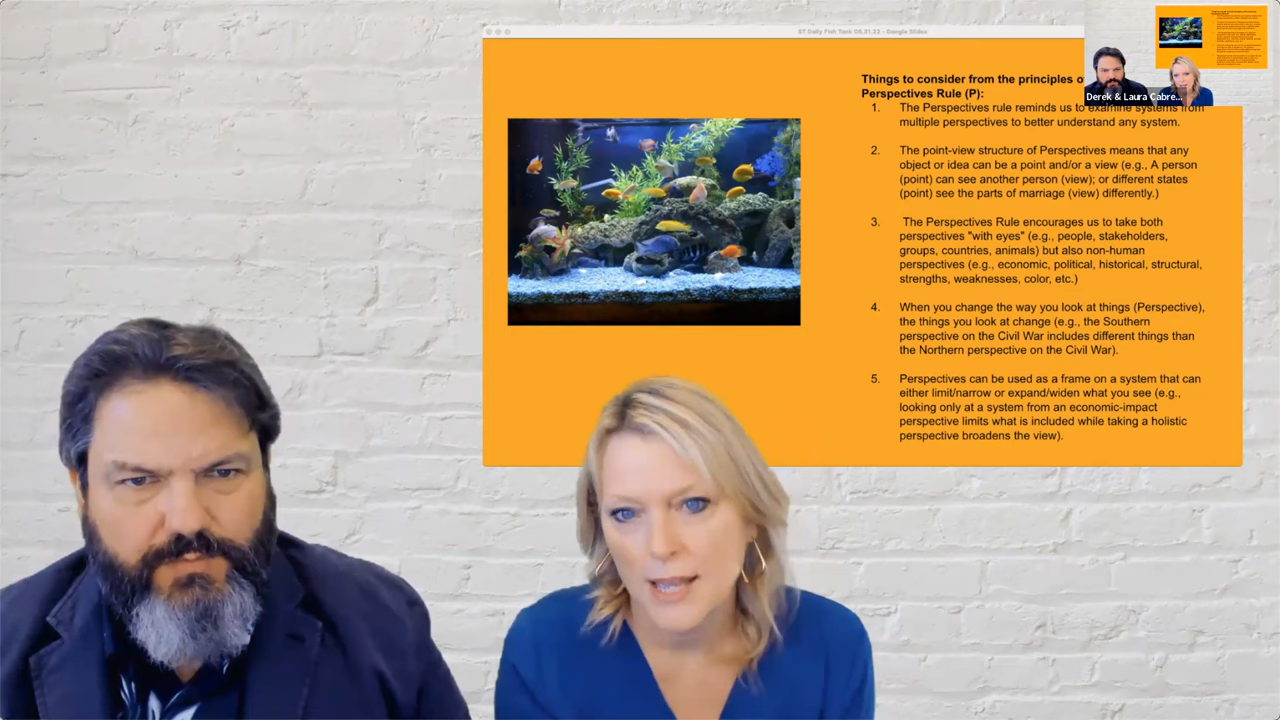 ST Daily Fish Tank 08.31.22 - Google Slides
Derek & Laura Cabre...
Things to consider from the principles o
Perspectives Rule (P):
1. The Perspectives rule reminds us to examine systems from
multiple perspectives to better understand any system.
2. The point-view structure of Perspectives means that any
object or idea can be a point and/or a view (e.g., A person
(point) can see another person (view); or different states
(point) see the parts of marriage (view) differently.)
3. The Perspectives Rule encourages us to take both
perspectives "with eyes" (e.g., people, stakeholders,
groups, countries, animals) but also non-human
perspectives (e.g., economic, political, historical, structural,
strengths, weaknesses, color, etc.)
4. When you change the way you look at things (Perspective),
the things you look at change (e.g., the Southern
perspective on the Civil War includes different things than
the Northern perspective on the Civil War).
5. Perspectives can be used as a frame on a system that can
either limit/narrow or expand/widen what you see (e.g.,
looking only at a system from an economic-impact
perspective limits what is included while taking a holistic
perspective broadens the view).